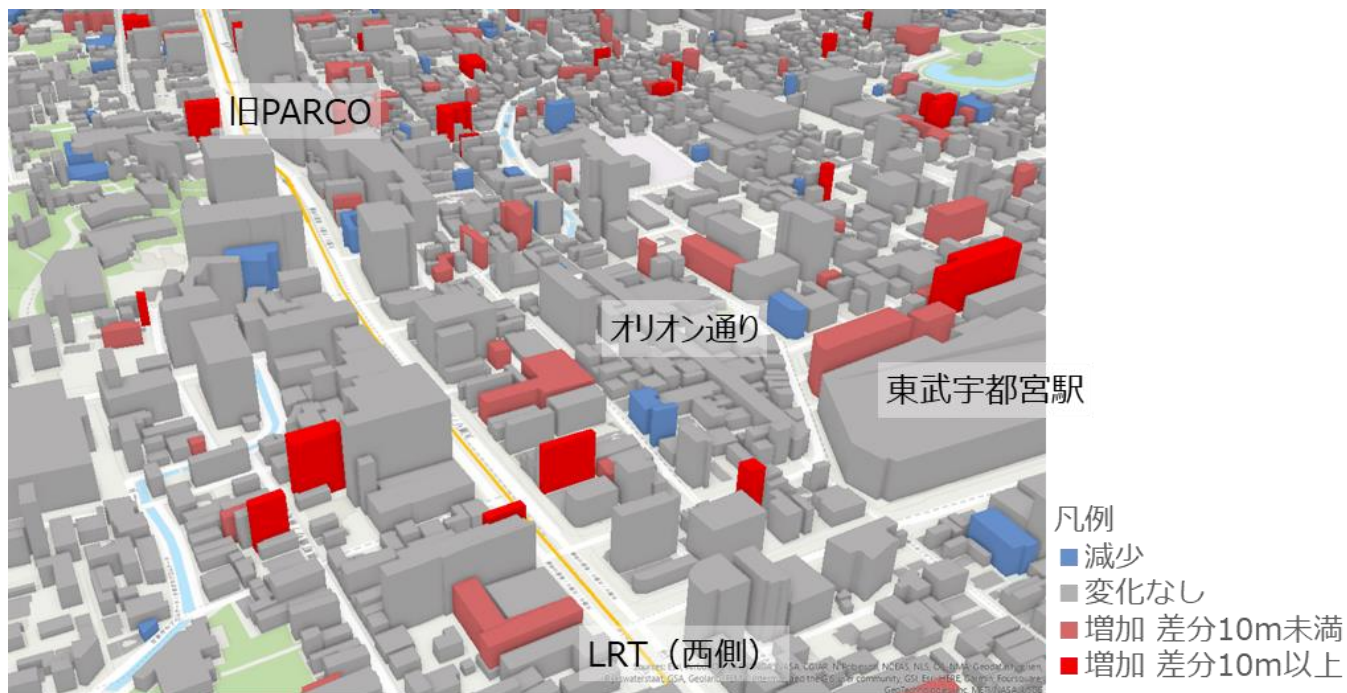 旧PARCO
オリオン通り
東武宇都宮駅
凡例
減少
変化なし
増加 差分10m未満
増加 差分10m以上
LRT（西側）